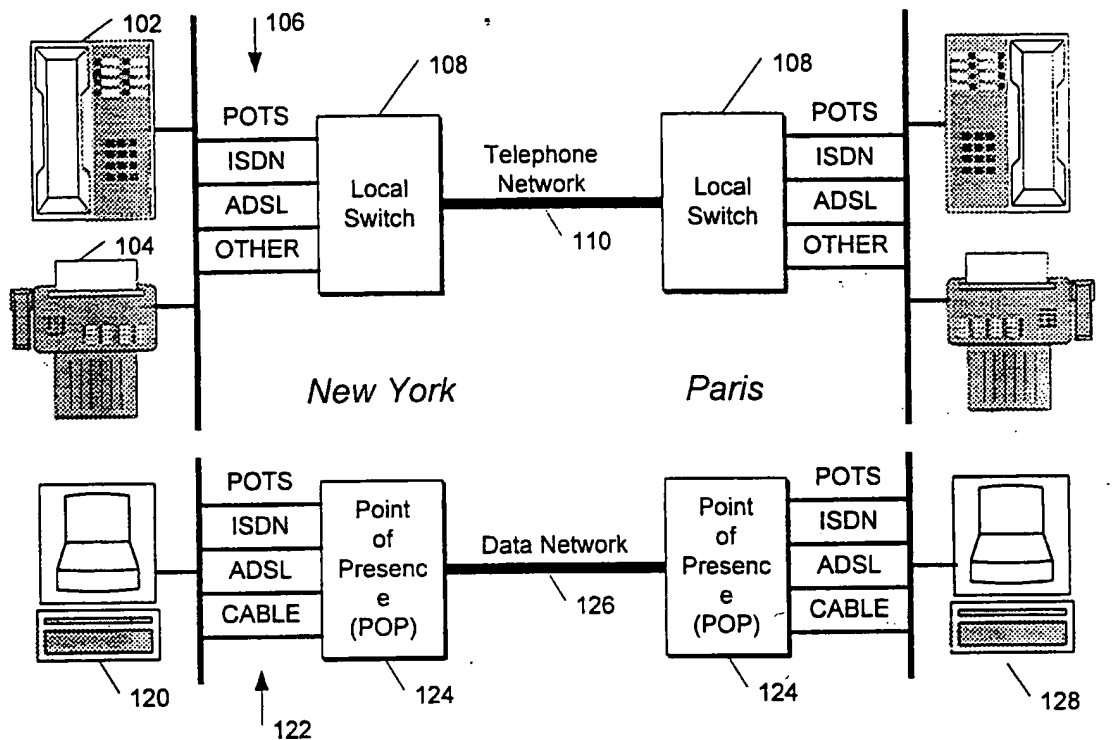 102
106
108
108
POTS
ISDN
ADSL
OTHER
Local
Switch
Telephone
Network
110
Local
Switch
POTS
ISDN
ADSL
OTHER
104
New York
Paris
POTS
ISDN
ADSL
CABLE
Point
of
Presenc
e
(POP)
Data Network
126
Point
of
Presenc
e
(POP)
POTS
ISDN
ADSL
CABLE
120
122
124
124
128